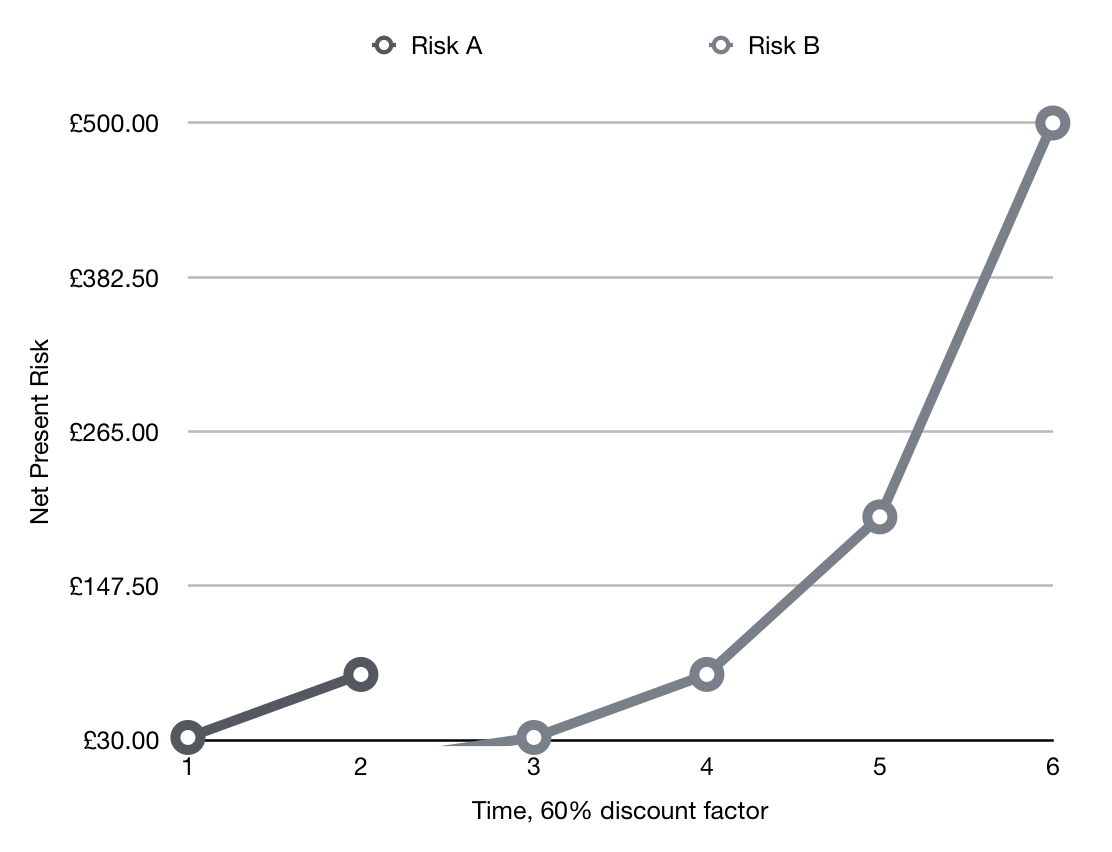 Risk A
Risk B
£500.00
£382.50
£265.00
£147.50
£30.00
Net Present Risk
1
2
3
4
5
6
Time, 60% discount factor